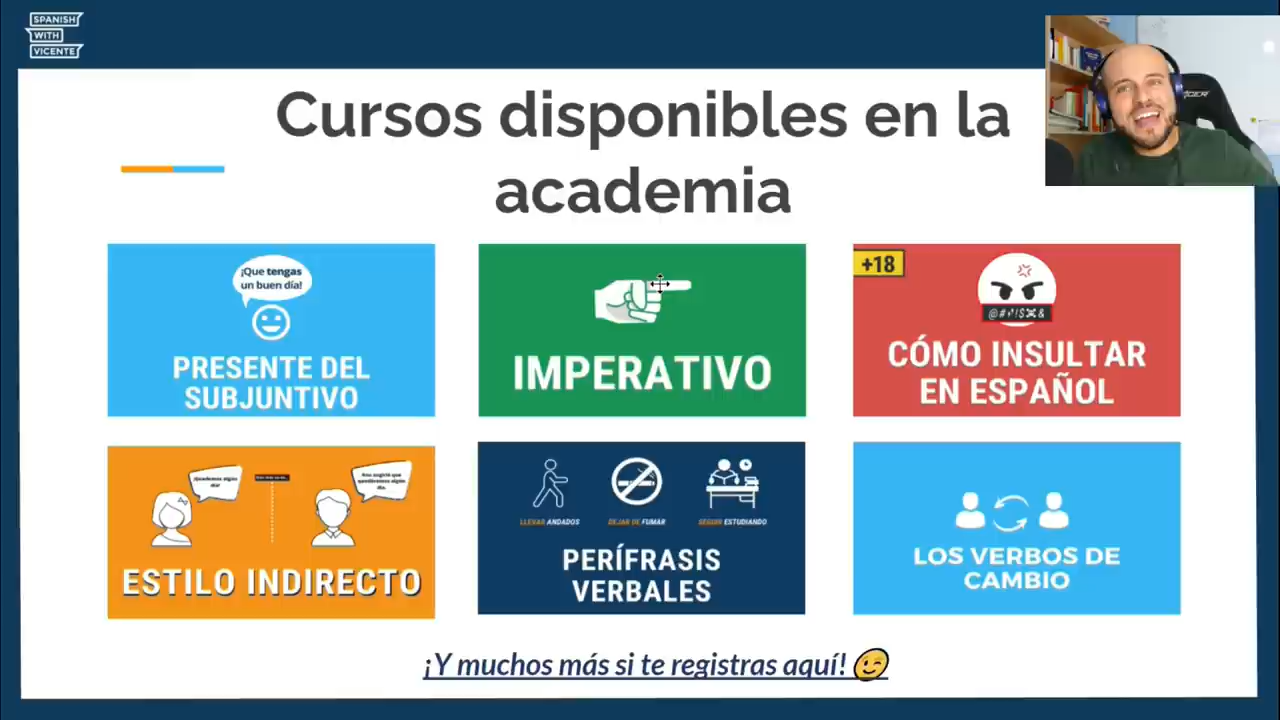 SPANISH
WITH
VICENTE
Cursos disponibles en la
academia
¡Que tengas
un buen día!
PRESENTE DEL
SUBJUNTIVO
IMPERATIVO
+18
CÓMO INSULTAR
EN ESPAÑOL
ESTILO INDIRECTO
LLEVAR ANDADOS
DEJAR DE FUMAR
SEGUIR ESTUDIANDO
PERÍFRASIS
VERBALES
LOS VERBOS DE
CAMBIO
¡Y muchos más si te registras aquí! 😉